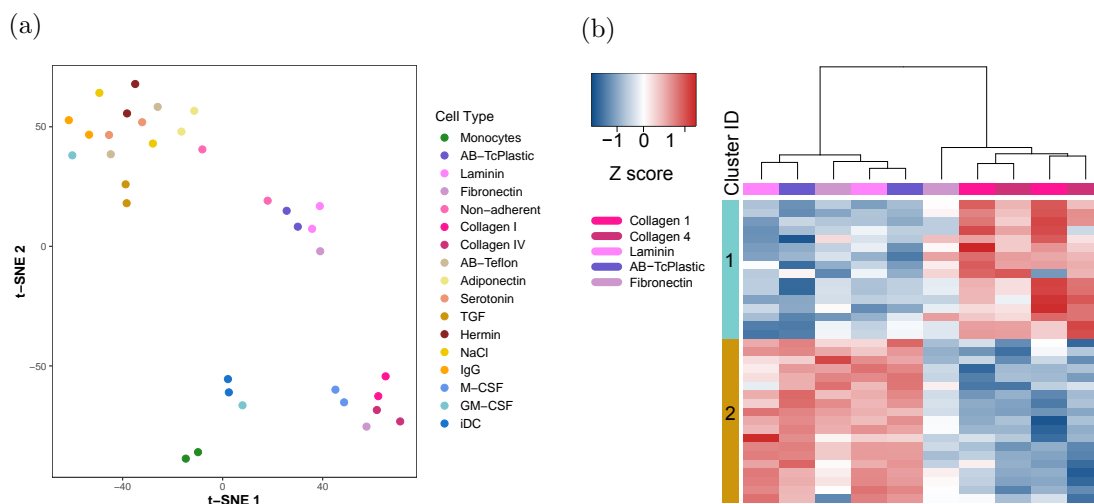 (a)
50
0
−50
−40
0
40
t−SNE 1
t−SNE 2
Cell Type
Monocytes
AB−TcPlastic
Laminin
Fibronectin
Non−adherent
Collagen I
Collagen IV
AB−Teflon
Adiponectin
Serotonin
TGF
Hermin
NaCl
IgG
M−CSF
GM−CSF
iDC
(b)
−1 0 1
Z score
Collagen 1
Collagen 4
Laminin
AB−TcPlastic
Fibronectin
Cluster ID
1
2